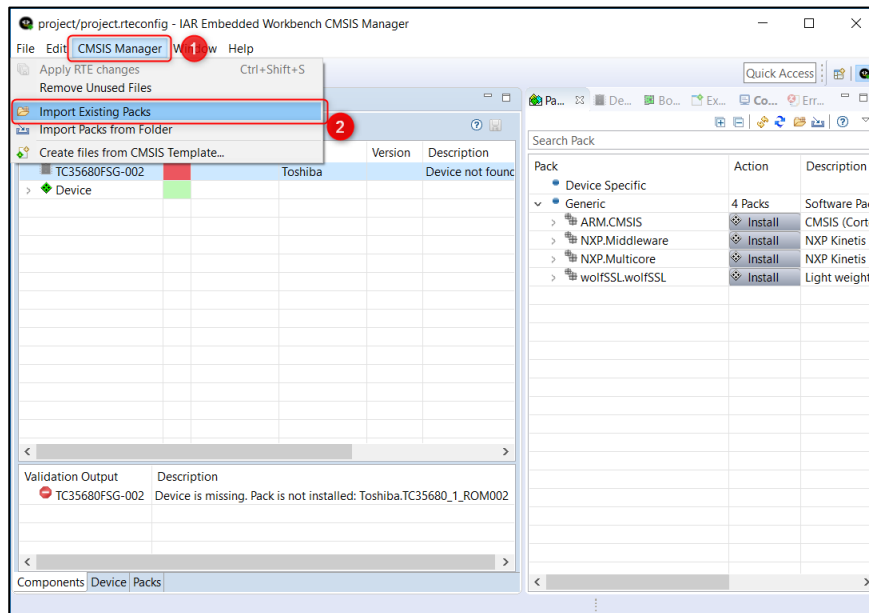 project/project.rteconfig - IAR Embedded Workbench CMSIS Manager
File Edit CMSIS Manager 1 Window Help
Apply RTE changes Ctrl+Shift+S
Remove Unused Files
Import Existing Packs
2
Import Packs from Folder
Create files from CMSIS Template...
Quick Access
Pa... De... Bo... Ex... Co... Err...
Search Pack
Version Description
TC35680FSG-002 Toshiba Device not found
Device
Pack Action Description
Device Specific
Generic 4 Packs Software Pa
ARM.CMSIS Install CMSIS (Cort
NXP.Middleware Install NXP Kinetis
NXP.Multicore Install NXP Kinetis
wolfSSL.wolfSSL Install Light weight
Validation Output Description
TC35680FSG-002 Device is missing. Pack is not installed: Toshiba.TC35680_1_ROM002
Components Device Packs